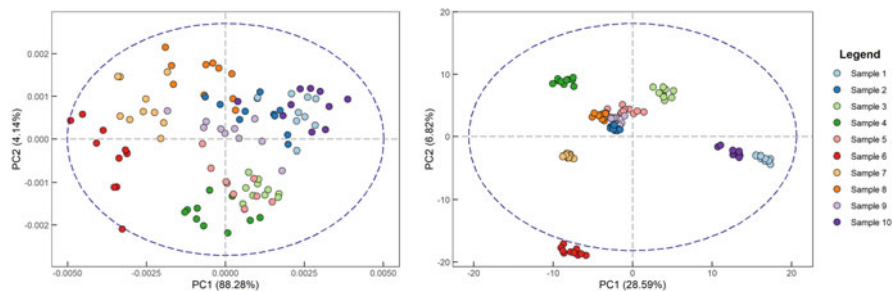 0.002
0.001
0.000
-0.001
-0.002
PC2 (4.14%)
-0.0050
-0.0025
0.0000
0.0025
0.0050
PC1 (88.28%)
20
10
0
-10
-20
PC2 (6.82%)
-20
-10
0
10
20
PC1 (28.59%)
Legend
Sample 1
Sample 2
Sample 3
Sample 4
Sample 5
Sample 6
Sample 7
Sample 8
Sample 9
Sample 10